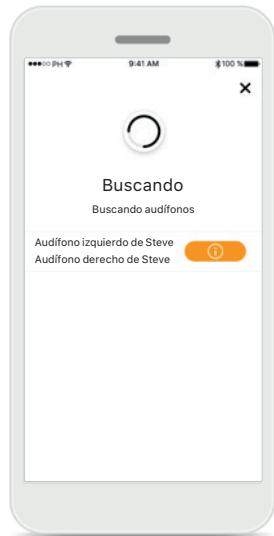 PH 9:41 AM 100 %
Buscando
Buscando audífonos
Audífono izquierdo de Steve
Audífono derecho de Steve